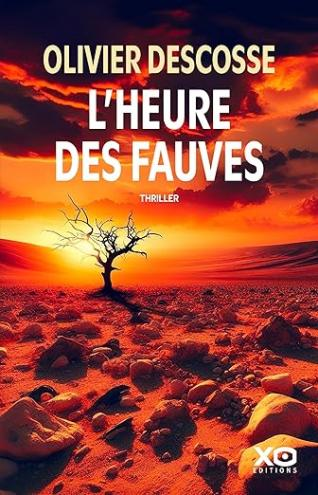 OLIVIER DESCOSSE
L'HEURE
DES FAUVES
THRILLER
XO
EDITIONS